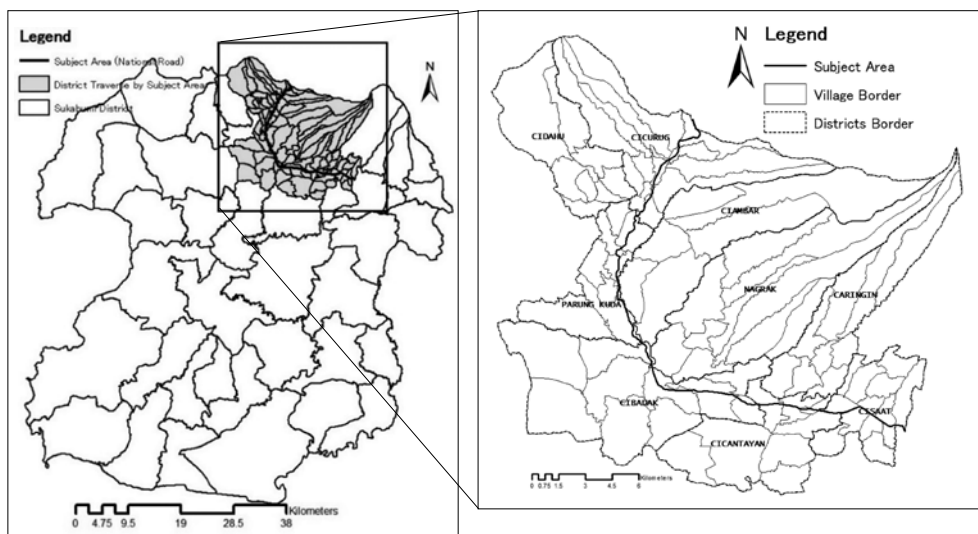 Legend
Subject Area (National Road)
District Traverse by Subject Area
Sukabumi District
N
Kilometers
0 4.75 9.5 19 28.5 38
N
Legend
Subject Area
Village Border
Districts Border
CIDAHU
CICURUG
CIAMBAR
NAGRAK
CARINGIN
PARUNG KUDA
CIBADAK
CISAAT
CICANTAYAN
Kilometers
0 0.75 1.5 3 4.5 6